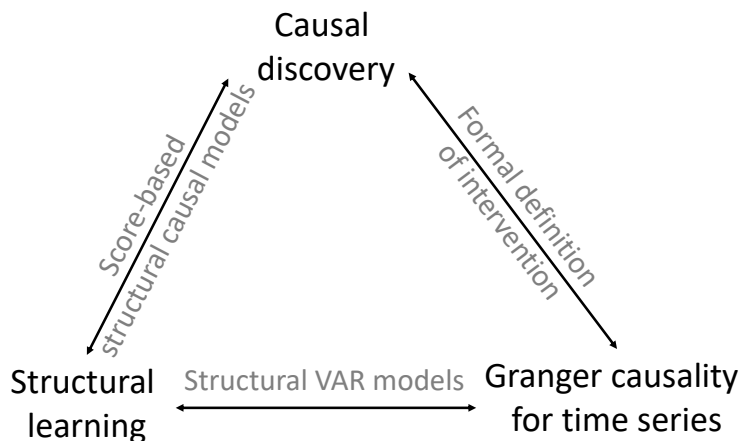 Causal
discovery
Score-based
structural causal models
Formal definition
of intervention
Structural
learning
Structural VAR models
Granger causality
for time series